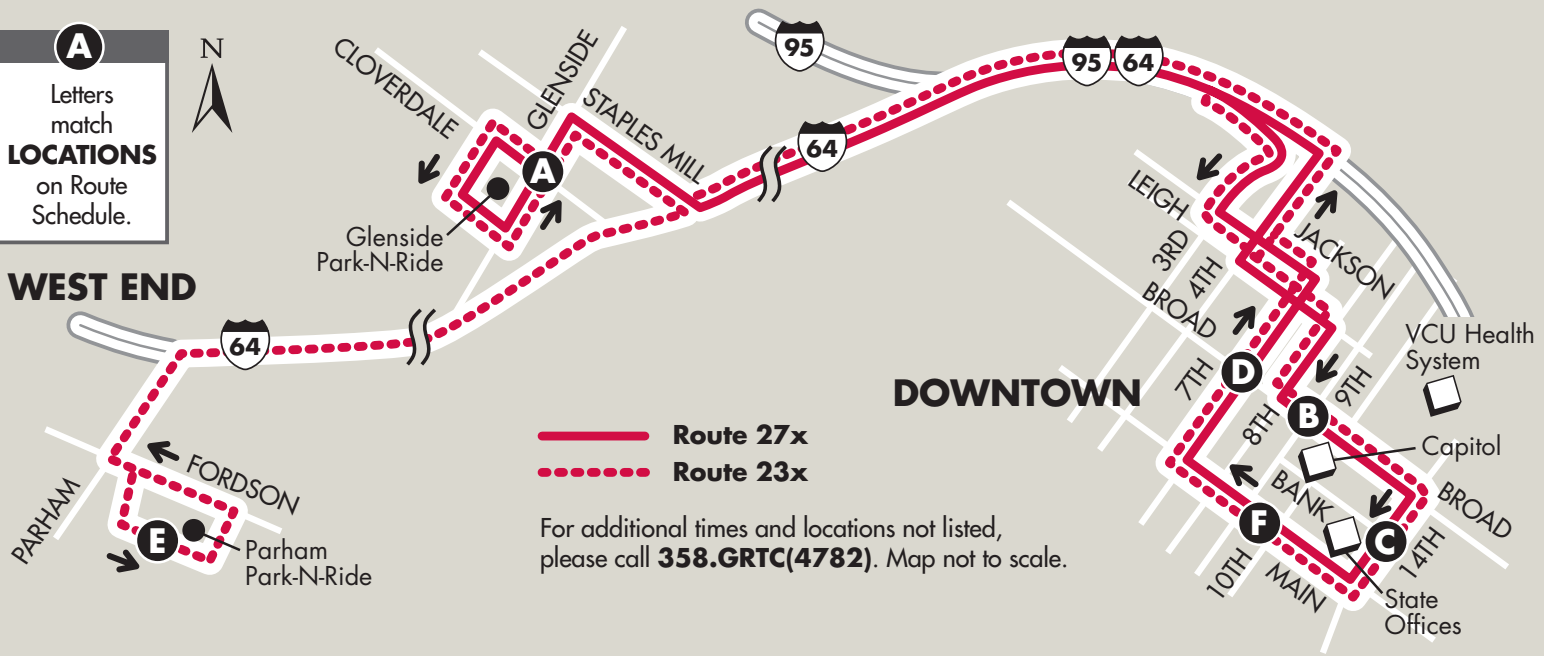 A
Letters
match
LOCATIONS
on Route
Schedule.
N
CLOVERDALE
GLENSIDE
STAPLES MILL
A
Glenside
Park-N-Ride
WEST END
64
PARHAM
FORDSON
E
Parham
Park-N-Ride
95
64
95
64
LEIGH
3RD
4TH
JACKSON
BROAD
7TH
D
8TH
9TH
B
VCU Health
System
Capitol
DOWNTOWN
BANK
BROAD
F
C
14TH
10TH
MAIN
State
Offices
Route 27x
Route 23x
For additional times and locations not listed,
please call 358.GRTC(4782). Map not to scale.